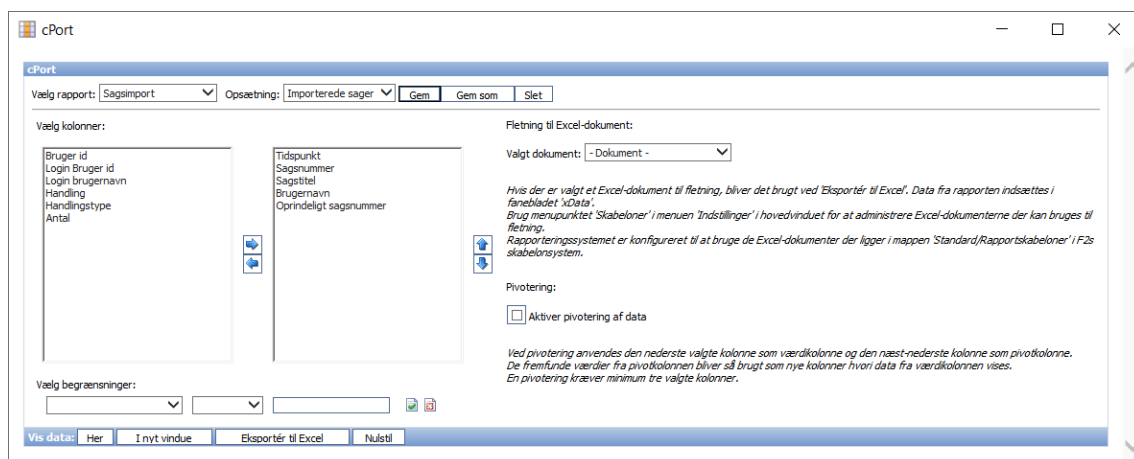 cPort
cPort
Vælg rapport: Sagsimport Opsætning: Importerede sager Gem Gem som Slet
Vælg kolonner:
Bruger id
Login Bruger id
Login brugernavn
Handling
Handlingstype
Antal
Tidspunkt
Sagsnummer
Sagstitel
Brugernavn
Oprindeligt sagsnummer
Fletning til Excel-dokument:
Valgt dokument: - Dokument -
Hvis der er valgt et Excel-dokument til fletning, bliver det brugt ved 'Eksportér til Excel'. Data fra rapporten indsættes i
fanebladet 'xData'.
Brug menupunktet 'Skabeloner' i menuen 'Indstillinger' i hovedvinduet for at administrere Excel-dokumenterne der kan bruges til
fletning.
Rapporteringssystemet er konfigureret til at bruge de Excel-dokumenter der ligger i mappen 'Standard/Rapportskabeloner' i F2s
skabelonsystem.
Pivotering:
Aktiver pivotering af data
Ved pivotering anvendes den nederste valgte kolonne som værdikolonne og den næst-nederste kolonne som pivotkolonne.
De fremfundne værdier fra pivotkolonnen bliver så brugt som nye kolonner hvori data fra værdikolonnen vises.
En pivotering kræver minimum tre valgte kolonner.
Vælg begrænsninger:
Vis data: Her I nyt vindue Eksportér til Excel Nulstil